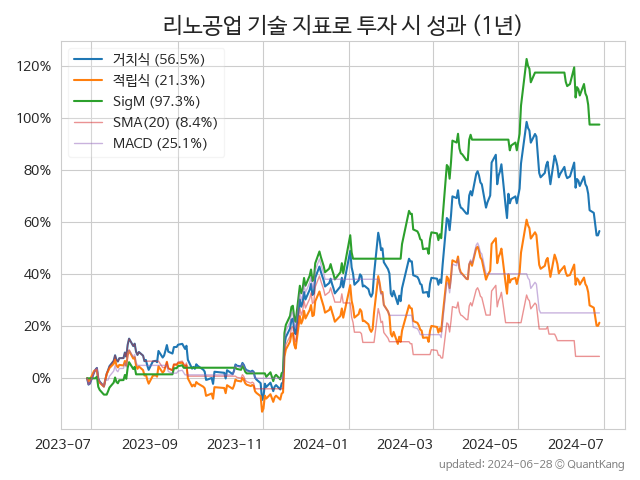 리노공업 기술 지표로 투자 시 성과 (1년)
거치식 (56.5%)
적립식 (21.3%)
SigM (97.3%)
SMA(20) (8.4%)
MACD (25.1%)
120%
100%
80%
60%
40%
20%
0%
2023-07 2023-09 2023-11 2024-01 2024-03 2024-05 2024-07
updated: 2024-06-28 © QuantKang